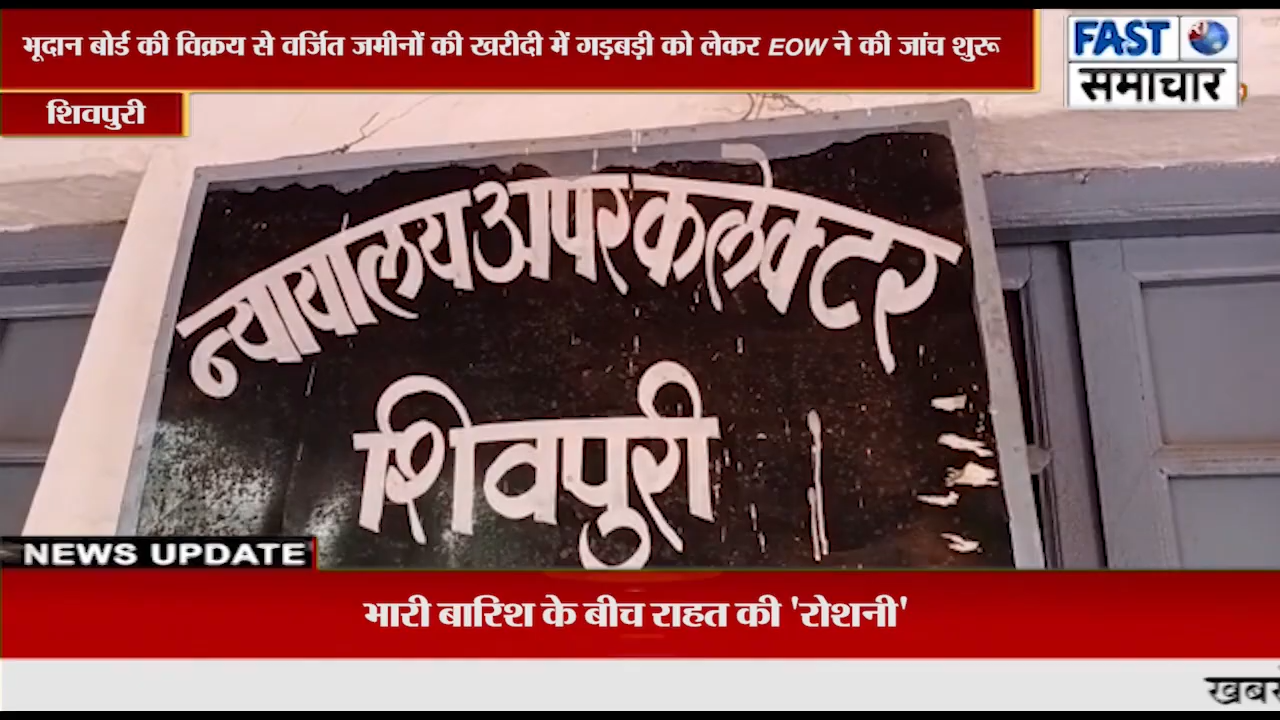 भूदान बोर्ड की विक्रय से वर्जित जमीनों की खरीदी में गड़बड़ी को लेकर EOW ने की जांच शुरू
FAST
समाचार
शिवपुरी
न्यायालय अपर कलेक्टर
शिवपुरी
NEWS UPDATE
भारी बारिश के बीच राहत की 'रोशनी'